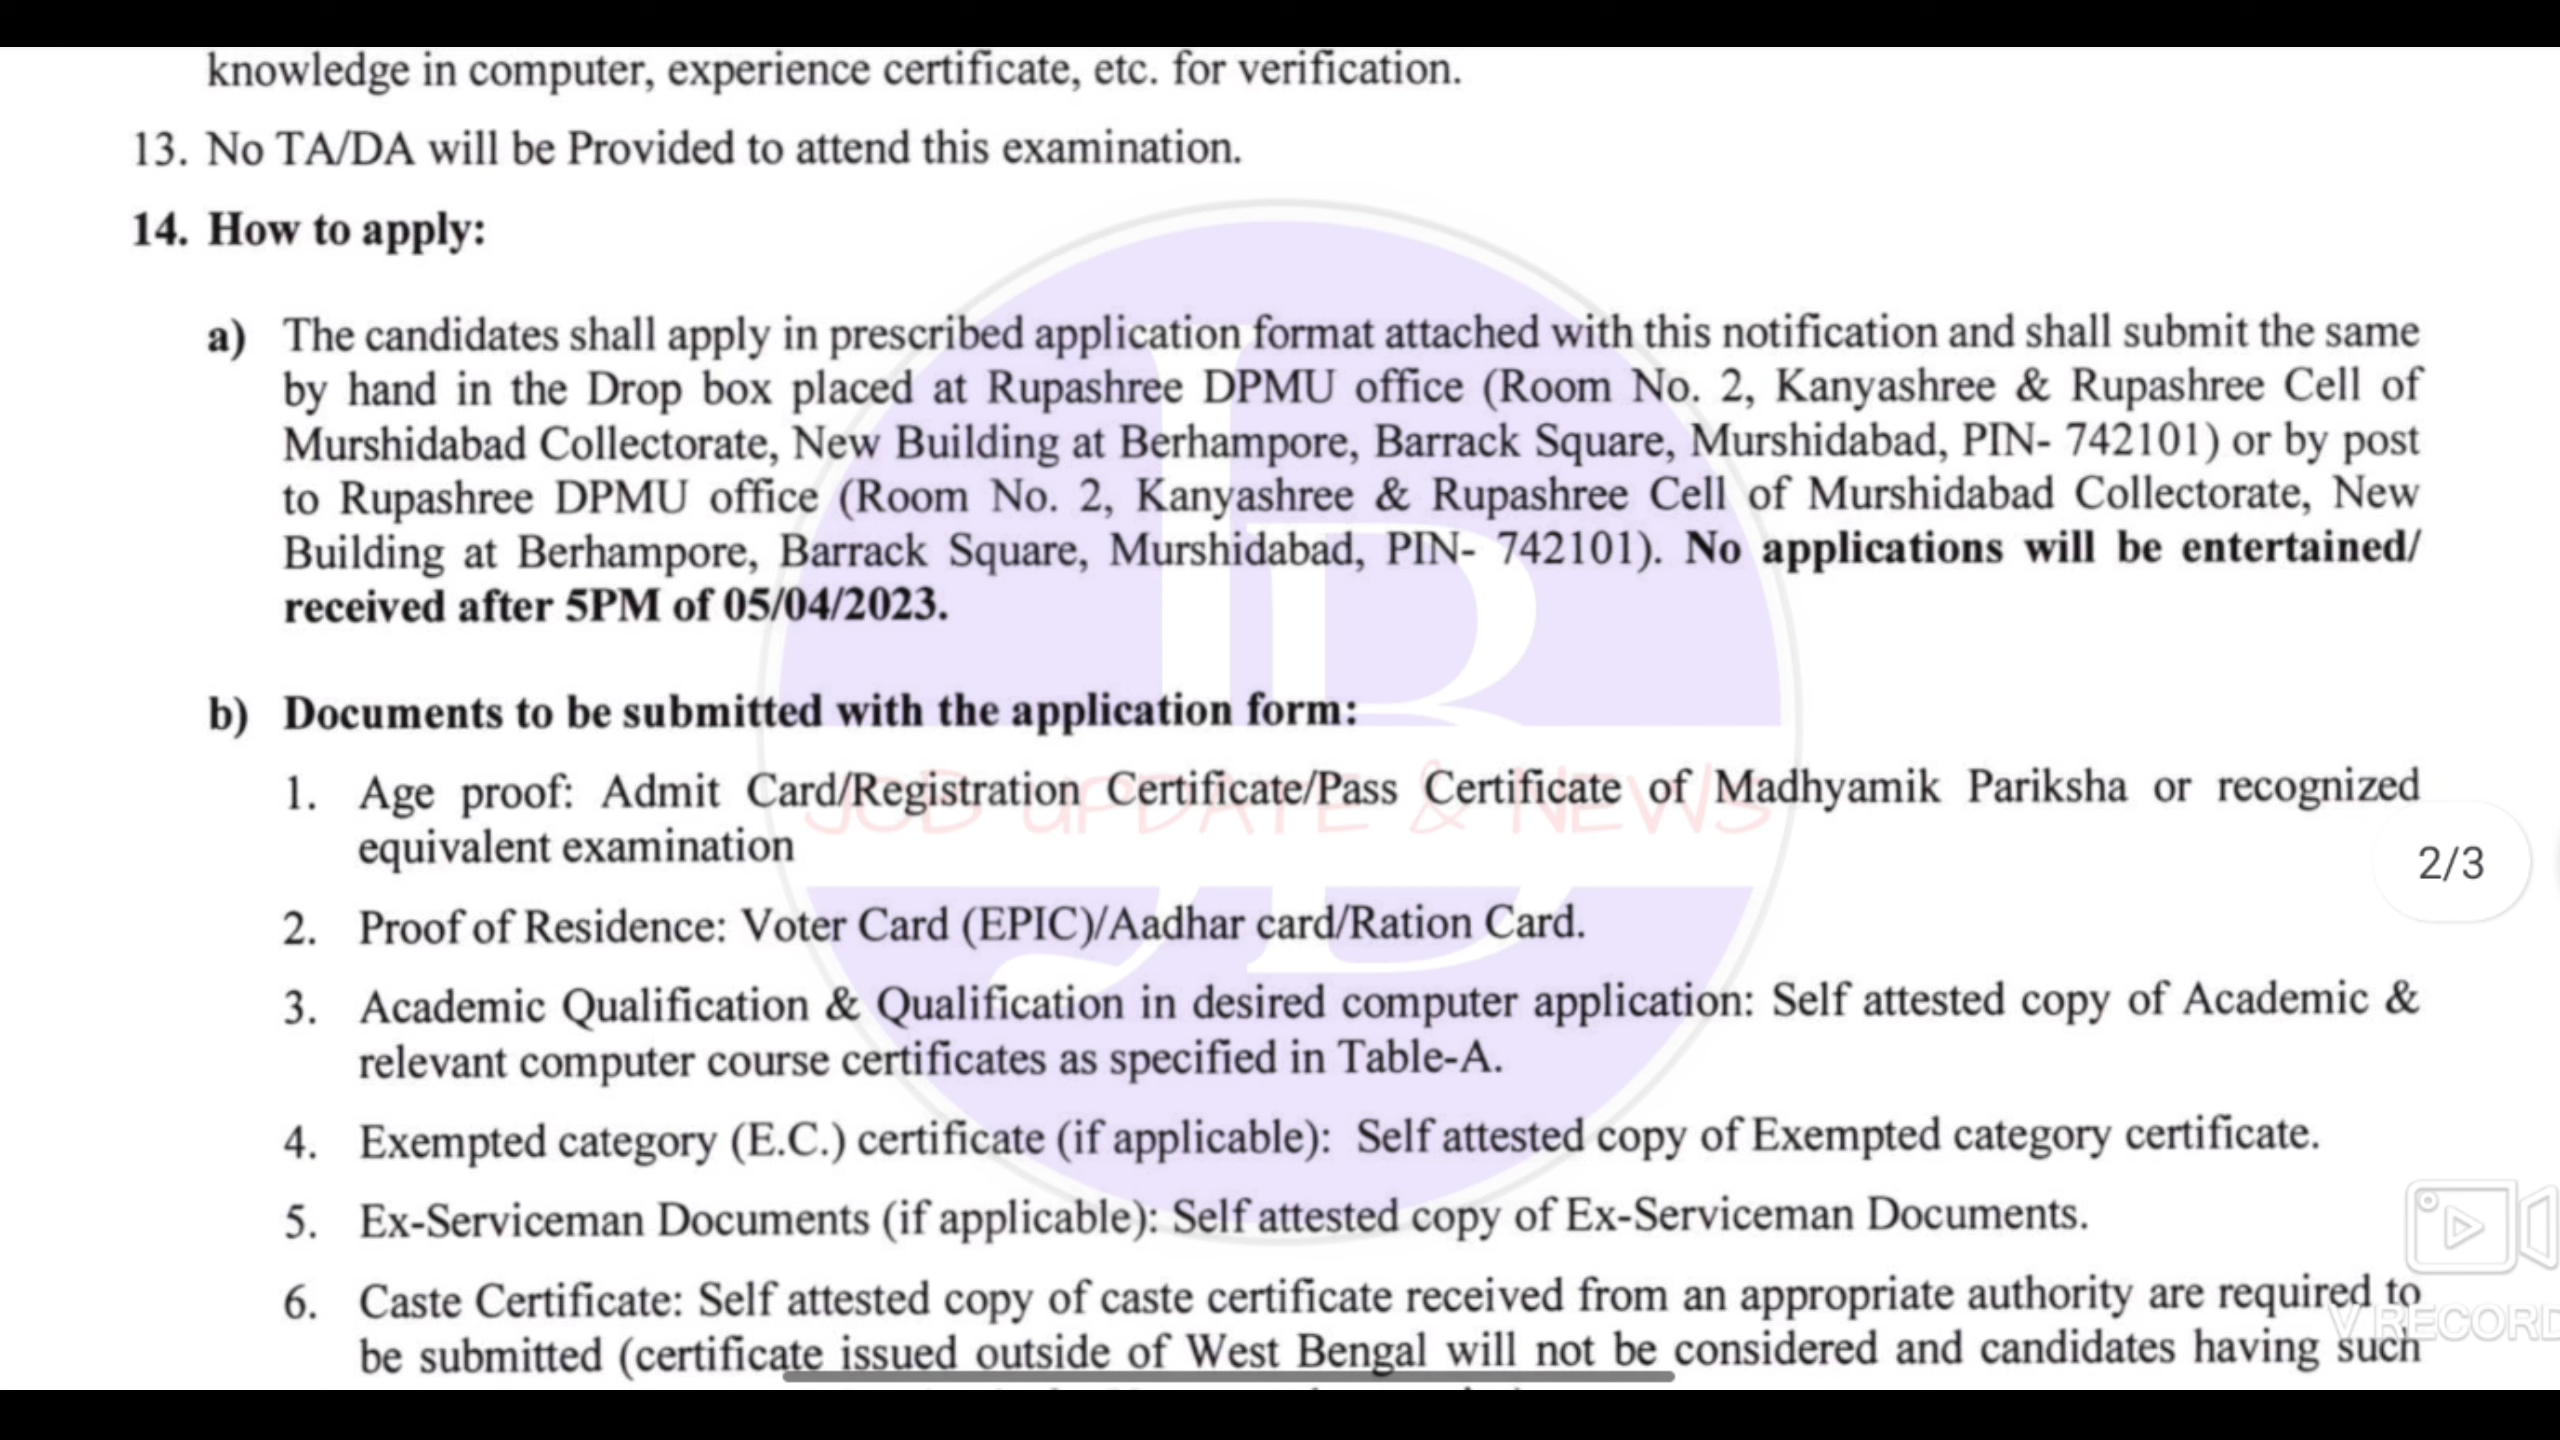 knowledge in computer, experience certificate, etc. for verification.
13. No TA/DA will be Provided to attend this examination.
14. How to apply:
a) The candidates shall apply in prescribed application format attached with this notification and shall submit the same
by hand in the Drop box placed at Rupashree DPMU office (Room No. 2, Kanyashree & Rupashree Cell of
Murshidabad Collectorate, New Building at Berhampore, Barrack Square, Murshidabad, PIN- 742101) or by post
to Rupashree DPMU office (Room No. 2, Kanyashree & Rupashree Cell of Murshidabad Collectorate, New
Building at Berhampore, Barrack Square, Murshidabad, PIN- 742101). No applications will be entertained/
received after 5PM of 05/04/2023.
b) Documents to be submitted with the application form:
1. Age proof: Admit Card/Registration Certificate/Pass Certificate of Madhyamik Pariksha or recognized
equivalent examination
JOB UPDATE & NEWS
2/3
2. Proof of Residence: Voter Card (EPIC)/Aadhar card/Ration Card.
3. Academic Qualification & Qualification in desired computer application: Self attested copy of Academic &
relevant computer course certificates as specified in Table-A.
4. Exempted category (E.C.) certificate (if applicable): Self attested copy of Exempted category certificate.
5. Ex-Serviceman Documents (if applicable): Self attested copy of Ex-Serviceman Documents.
6. Caste Certificate: Self attested copy of caste certificate received from an appropriate authority are required to
V RECORD
be submitted (certificate issued outside of West Bengal will not be considered and candidates having such